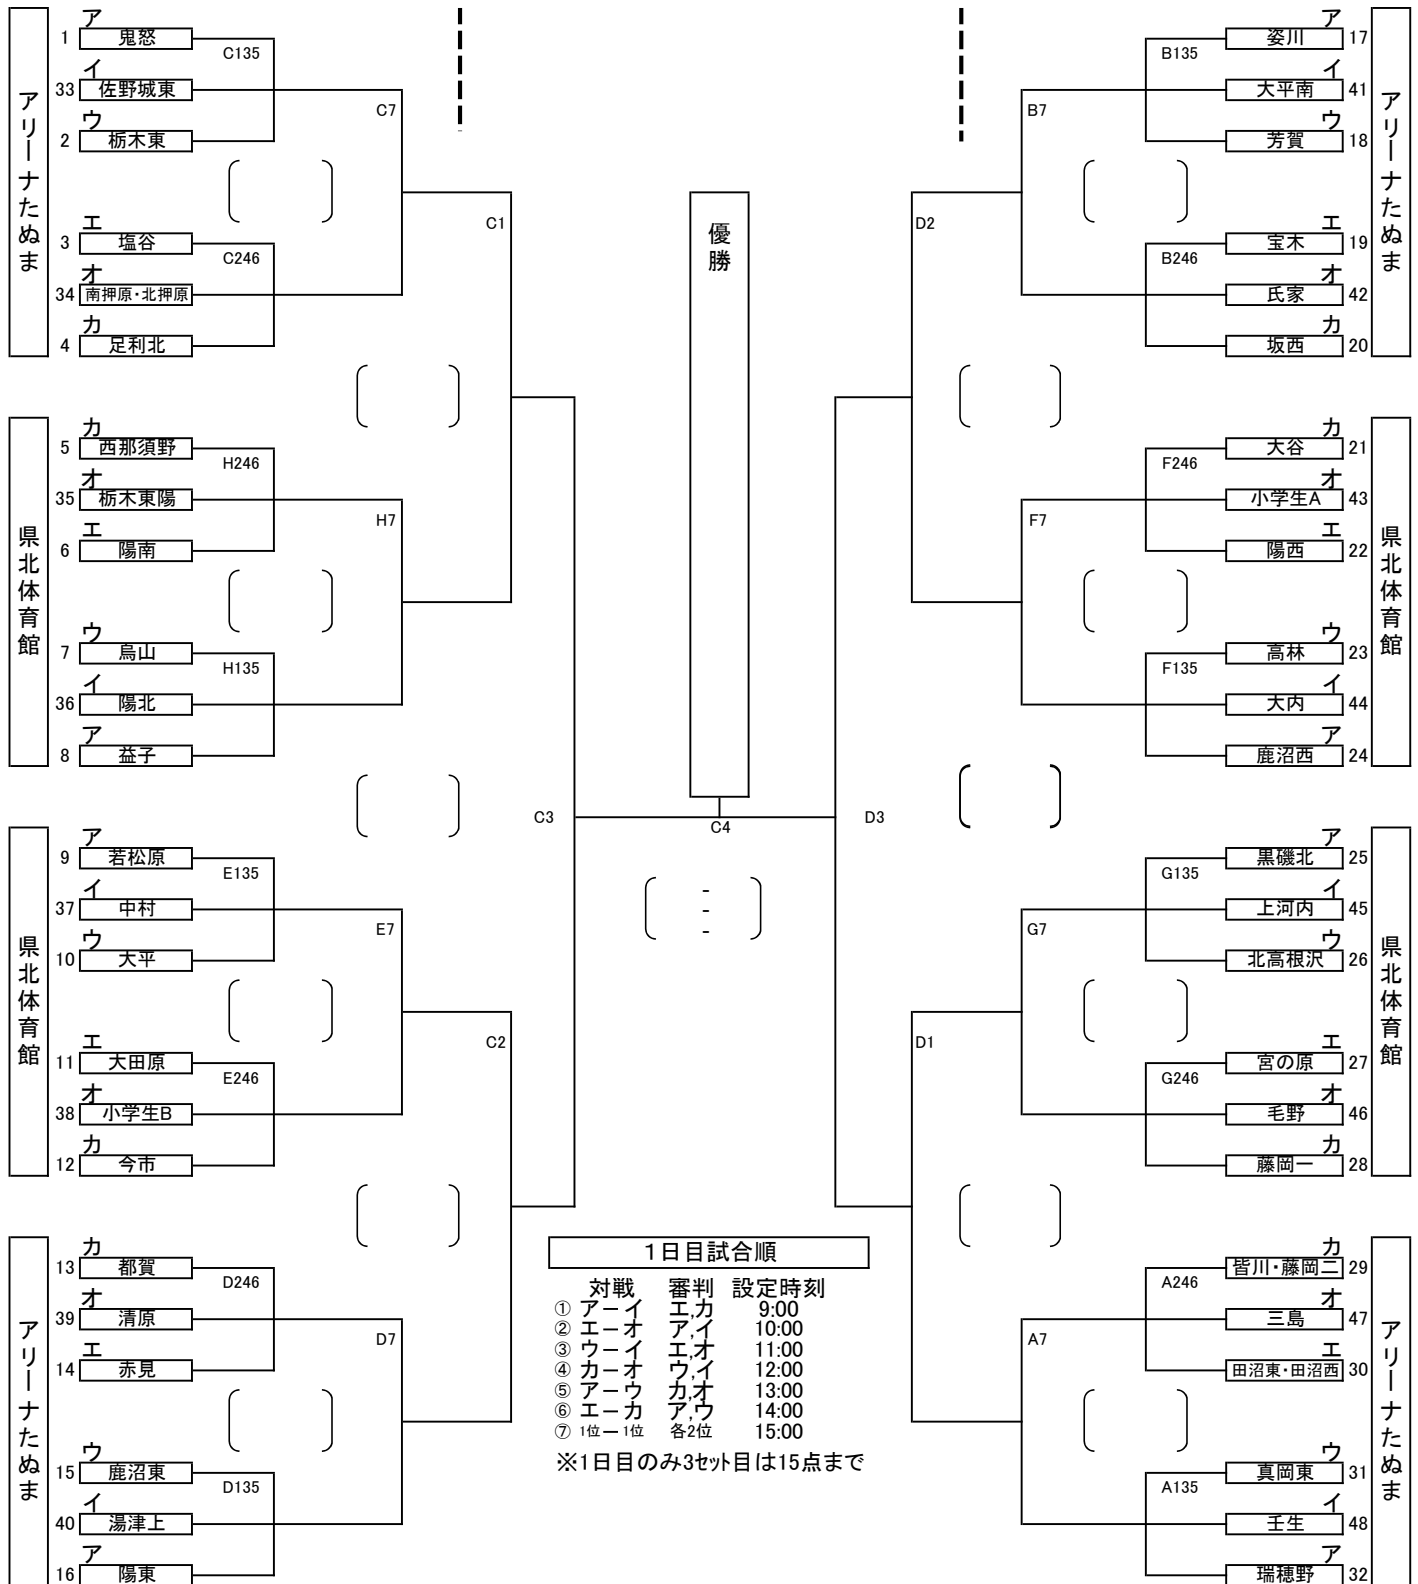 アリーナたぬま
ア
1 鬼怒
C135
イ
33 佐野城東
C7
ウ
2 栃木東
C1
エ
3 塩谷
C246
オ
34 南押原・北押原
カ
4 足利北
県北体育館
カ
5 西那須野
H246
オ
35 栃木東陽
H7
エ
6 陽南
ウ
7 烏山
H135
イ
36 陽北
ア
8 益子
C3
県北体育館
ア
9 若松原
E135
イ
37 中村
E7
ウ
10 大平
C2
エ
11 大田原
E246
オ
38 小学生B
カ
12 今市
アリーナたぬま
カ
13 都賀
D246
オ
39 清原
D7
エ
14 赤見
ウ
15 鹿沼東
D135
イ
40 湯津上
ア
16 陽東
優勝
C4
-
-
-
1日目試合順
対戦 審判 設定時刻
① アーイ エ,カ 9:00
② エーオ ア,イ 10:00
③ ウーイ エ,オ 11:00
④ カーオ ウ,イ 12:00
⑤ アーウ カ,オ 13:00
⑥ エーカ ア,ウ 14:00
⑦ 1位ー1位 各2位 15:00
※1日目のみ3セット目は15点まで
アリーナたぬま
ア
姿川 17
B135
イ
大平南 41
B7
ウ
芳賀 18
D2
エ
宝木 19
B246
オ
氏家 42
カ
坂西 20
県北体育館
カ
大谷 21
F246
オ
小学生A 43
F7
エ
陽西 22
ウ
高林 23
F135
イ
大内 44
ア
鹿沼西 24
D3
県北体育館
ア
黒磯北 25
G135
イ
上河内 45
G7
ウ
北高根沢 26
D1
エ
宮の原 27
G246
オ
毛野 46
カ
藤岡一 28
アリーナたぬま
カ
皆川・藤岡二 29
A246
オ
三島 47
A7
エ
田沼東・田沼西 30
ウ
真岡東 31
A135
イ
壬生 48
ア
瑞穂野 32